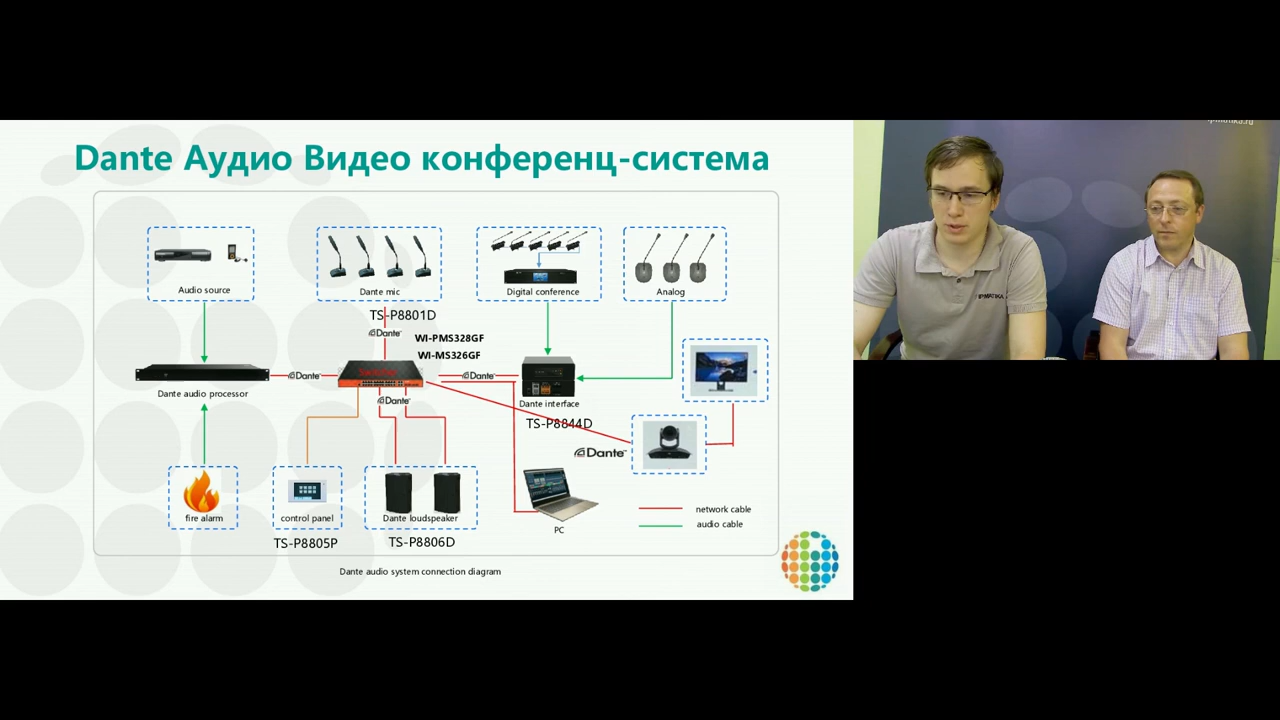 Dante Аудио Видео конференц-система
Audio source
Dante mic
Digital conference
Analog
TS-P8801D
Dante
WI-PMS328GF
WI-MS326GF
Dante
Dante
Dante audio processor
Dante
Dante interface
TS-P8844D
Dante
fire alarm
control panel
Dante loudspeaker
PC
network cable
audio cable
TS-P8805P
TS-P8806D
Dante audio system connection diagram